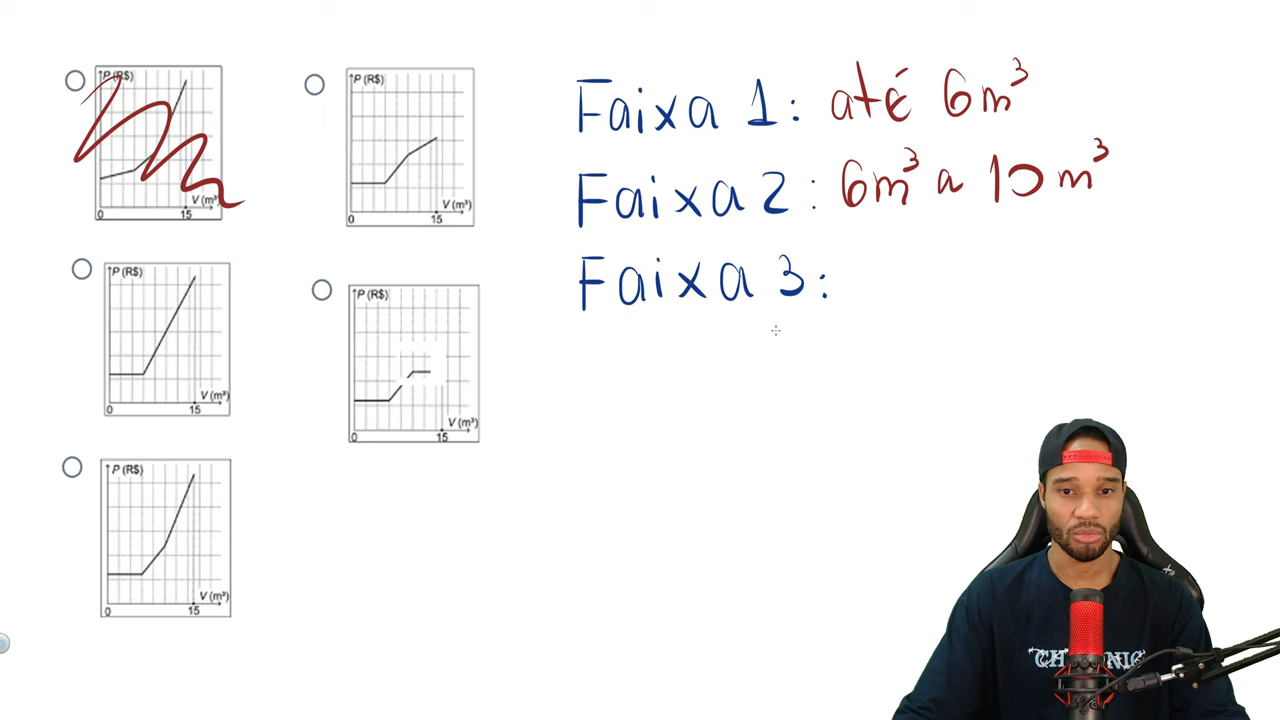 P (R$)
V (m³)
0
15
P (R$)
V (m³)
0
15
P (R$)
V (m³)
0
15
P (R$)
V (m³)
0
15
P (R$)
V (m³)
0
15
Faixa 1: até 6m³
Faixa 2: 6m³ a 10m³
Faixa 3: